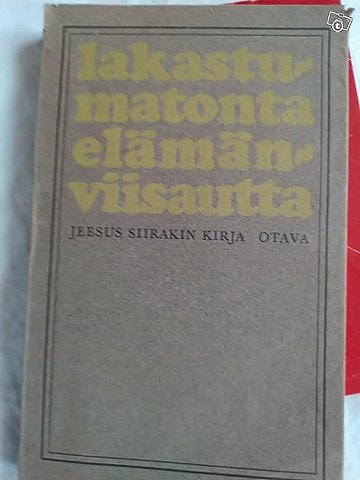 lakastu-
matonta
elämän-
viisautta
JEESUS SIIRAKIN KIRJA OTAVA